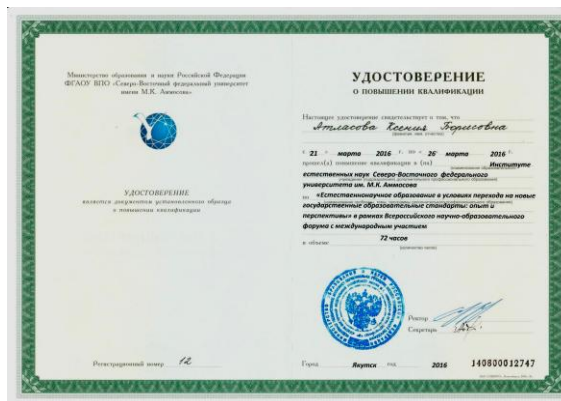 Министерство образования и науки Российской Федерации
ФГАОУ ВПО «Северо-Восточный федеральный университет
имени М.К. Аммосова»
УДОСТОВЕРЕНИЕ
является документом установленного образца
о повышении квалификации
Регистрационный номер 12
УДОСТОВЕРЕНИЕ
О ПОВЫШЕНИИ КВАЛИФИКАЦИИ
Настоящее удостоверение свидетельствует о том, что
Атласова Ксения Борисовна
с " 21 " марта 2016 г. по " 26 " марта 2016 г.
прошел(а) повышение квалификации в (на) Институте
естественных наук Северо-Восточного федерального
университета им. М.К. Аммосова
по «Естественнонаучное образование в условиях перехода на новые
государственные образовательные стандарты: опыт и
перспективы» в рамках Всероссийского научно-образовательного
форума с международным участием
в объеме 72 часов
Ректор
Секретарь
Город Якутск год 2016
140800012747